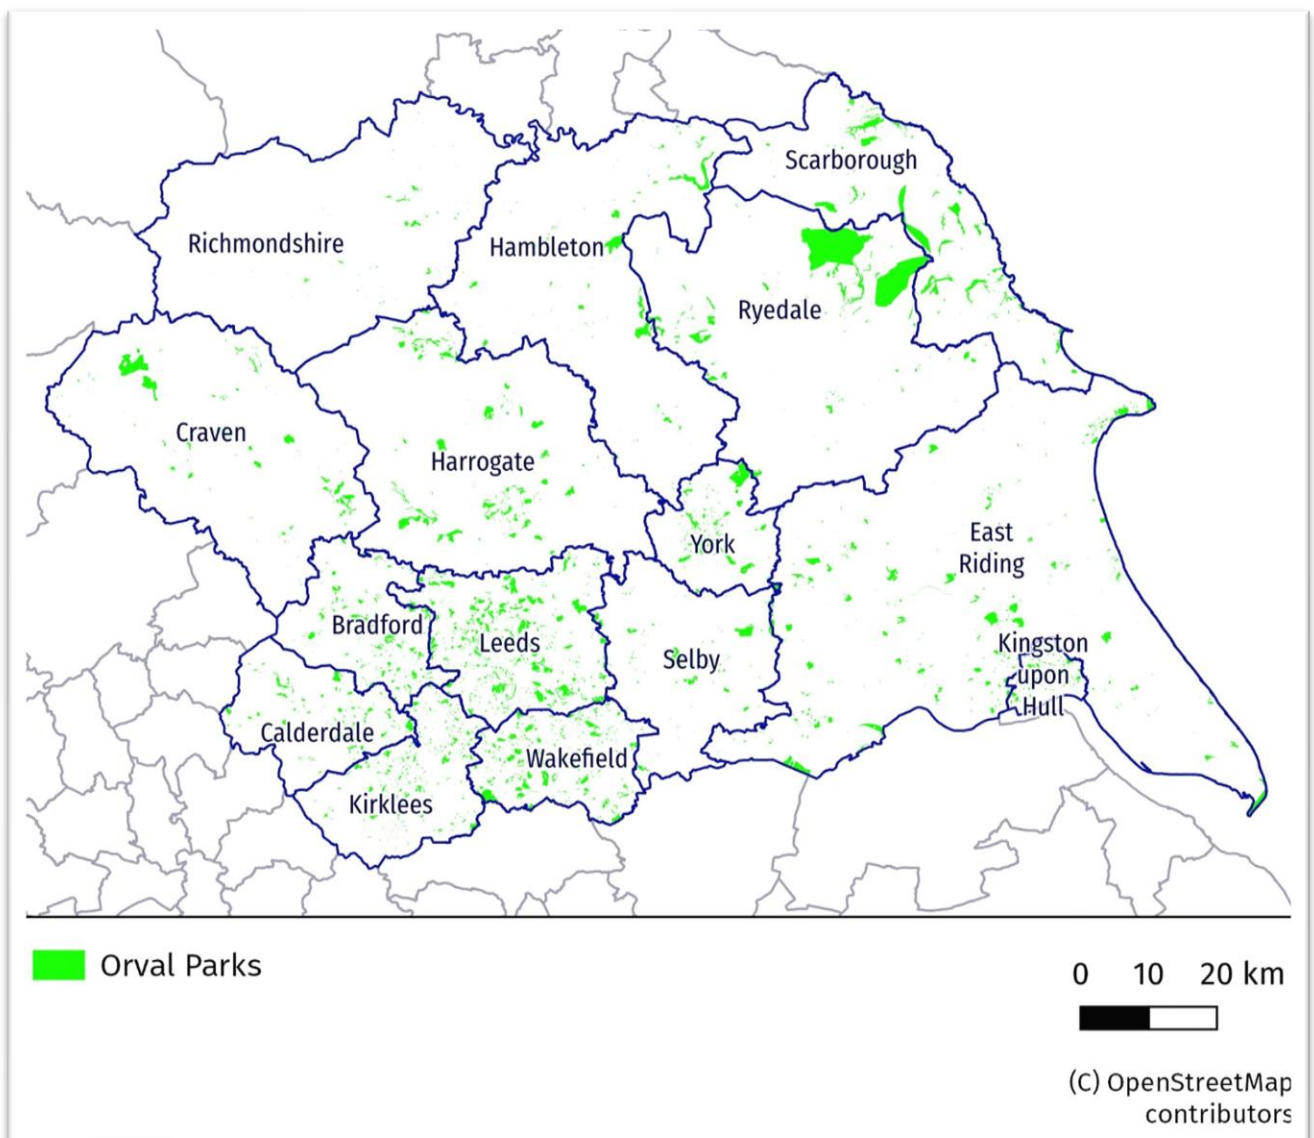 Scarborough
Richmondshire
Hambleton
Ryedale
Craven
Harrogate
York
East
Riding
Bradford
Leeds
Kingston
upon
Hull
Selby
Calderdale
Wakefield
Kirklees
Orval Parks
0 10 20 km
(C) OpenStreetMap
contributors